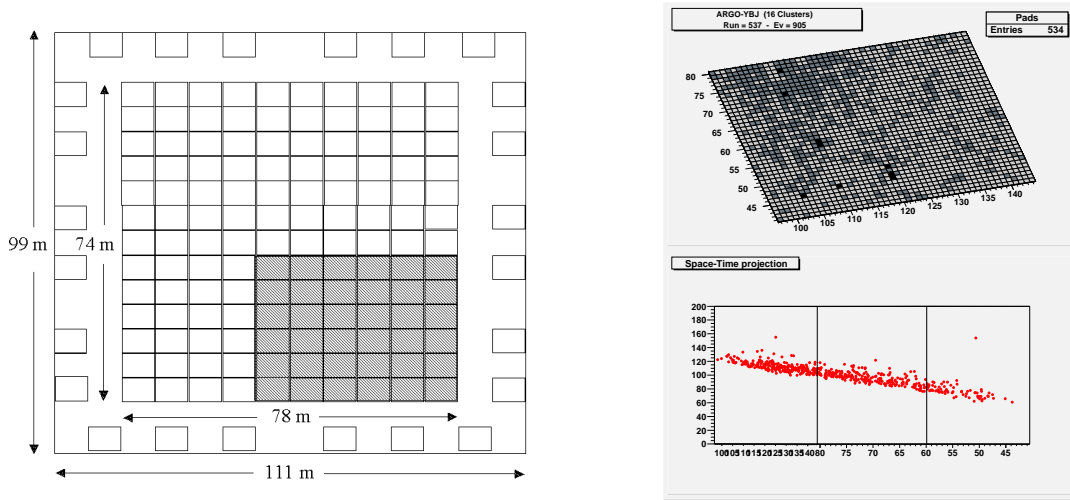 99 m
74 m
78 m
111 m
ARGO-YBJ (16 Clusters)
Run = 537 - Ev = 905
Pads
Entries 534
80
75
70
65
60
55
50
45
100 105 110 115 120 125 130 135 140
Space-Time projection
200
180
160
140
120
100
80
60
40
20
0
100105110115120125130135140 80 75 70 65 60 55 50 45